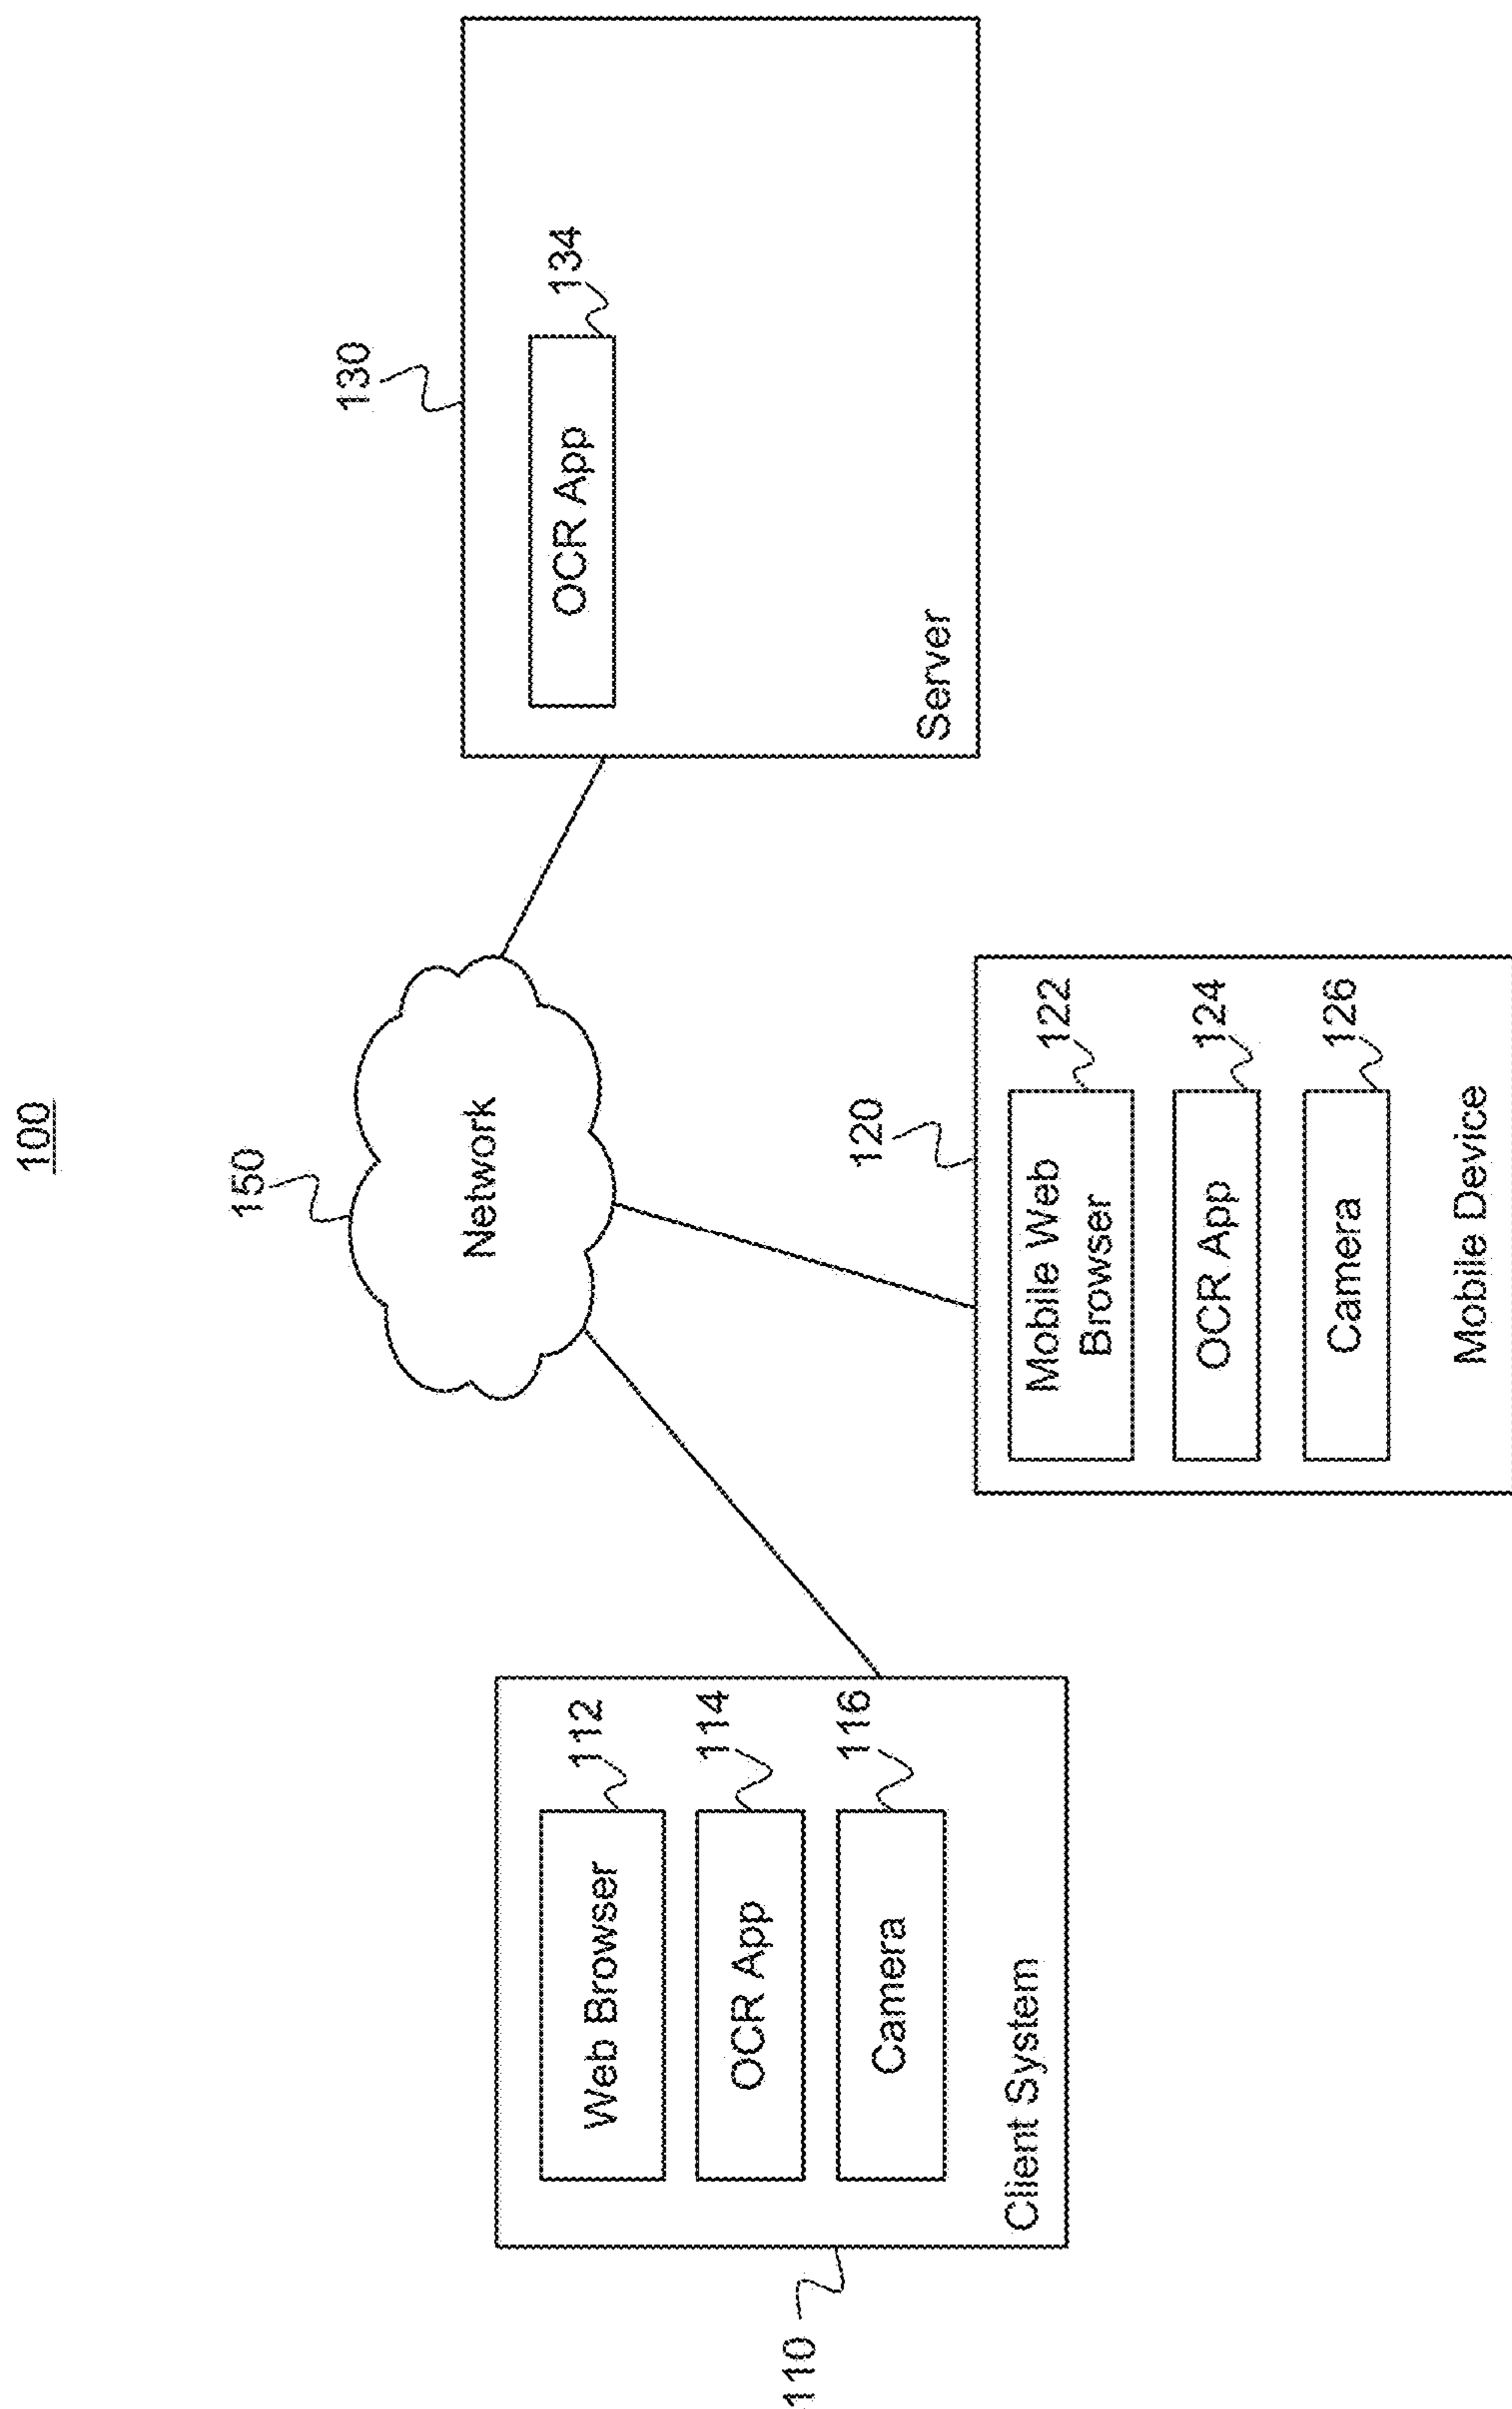 100
150
Network
110
Web Browser
112
OCR App
114
Camera
116
Client System
120
Mobile Web
Browser
122
OCR App
124
Camera
126
Mobile Device
130
OCR App
134
Server